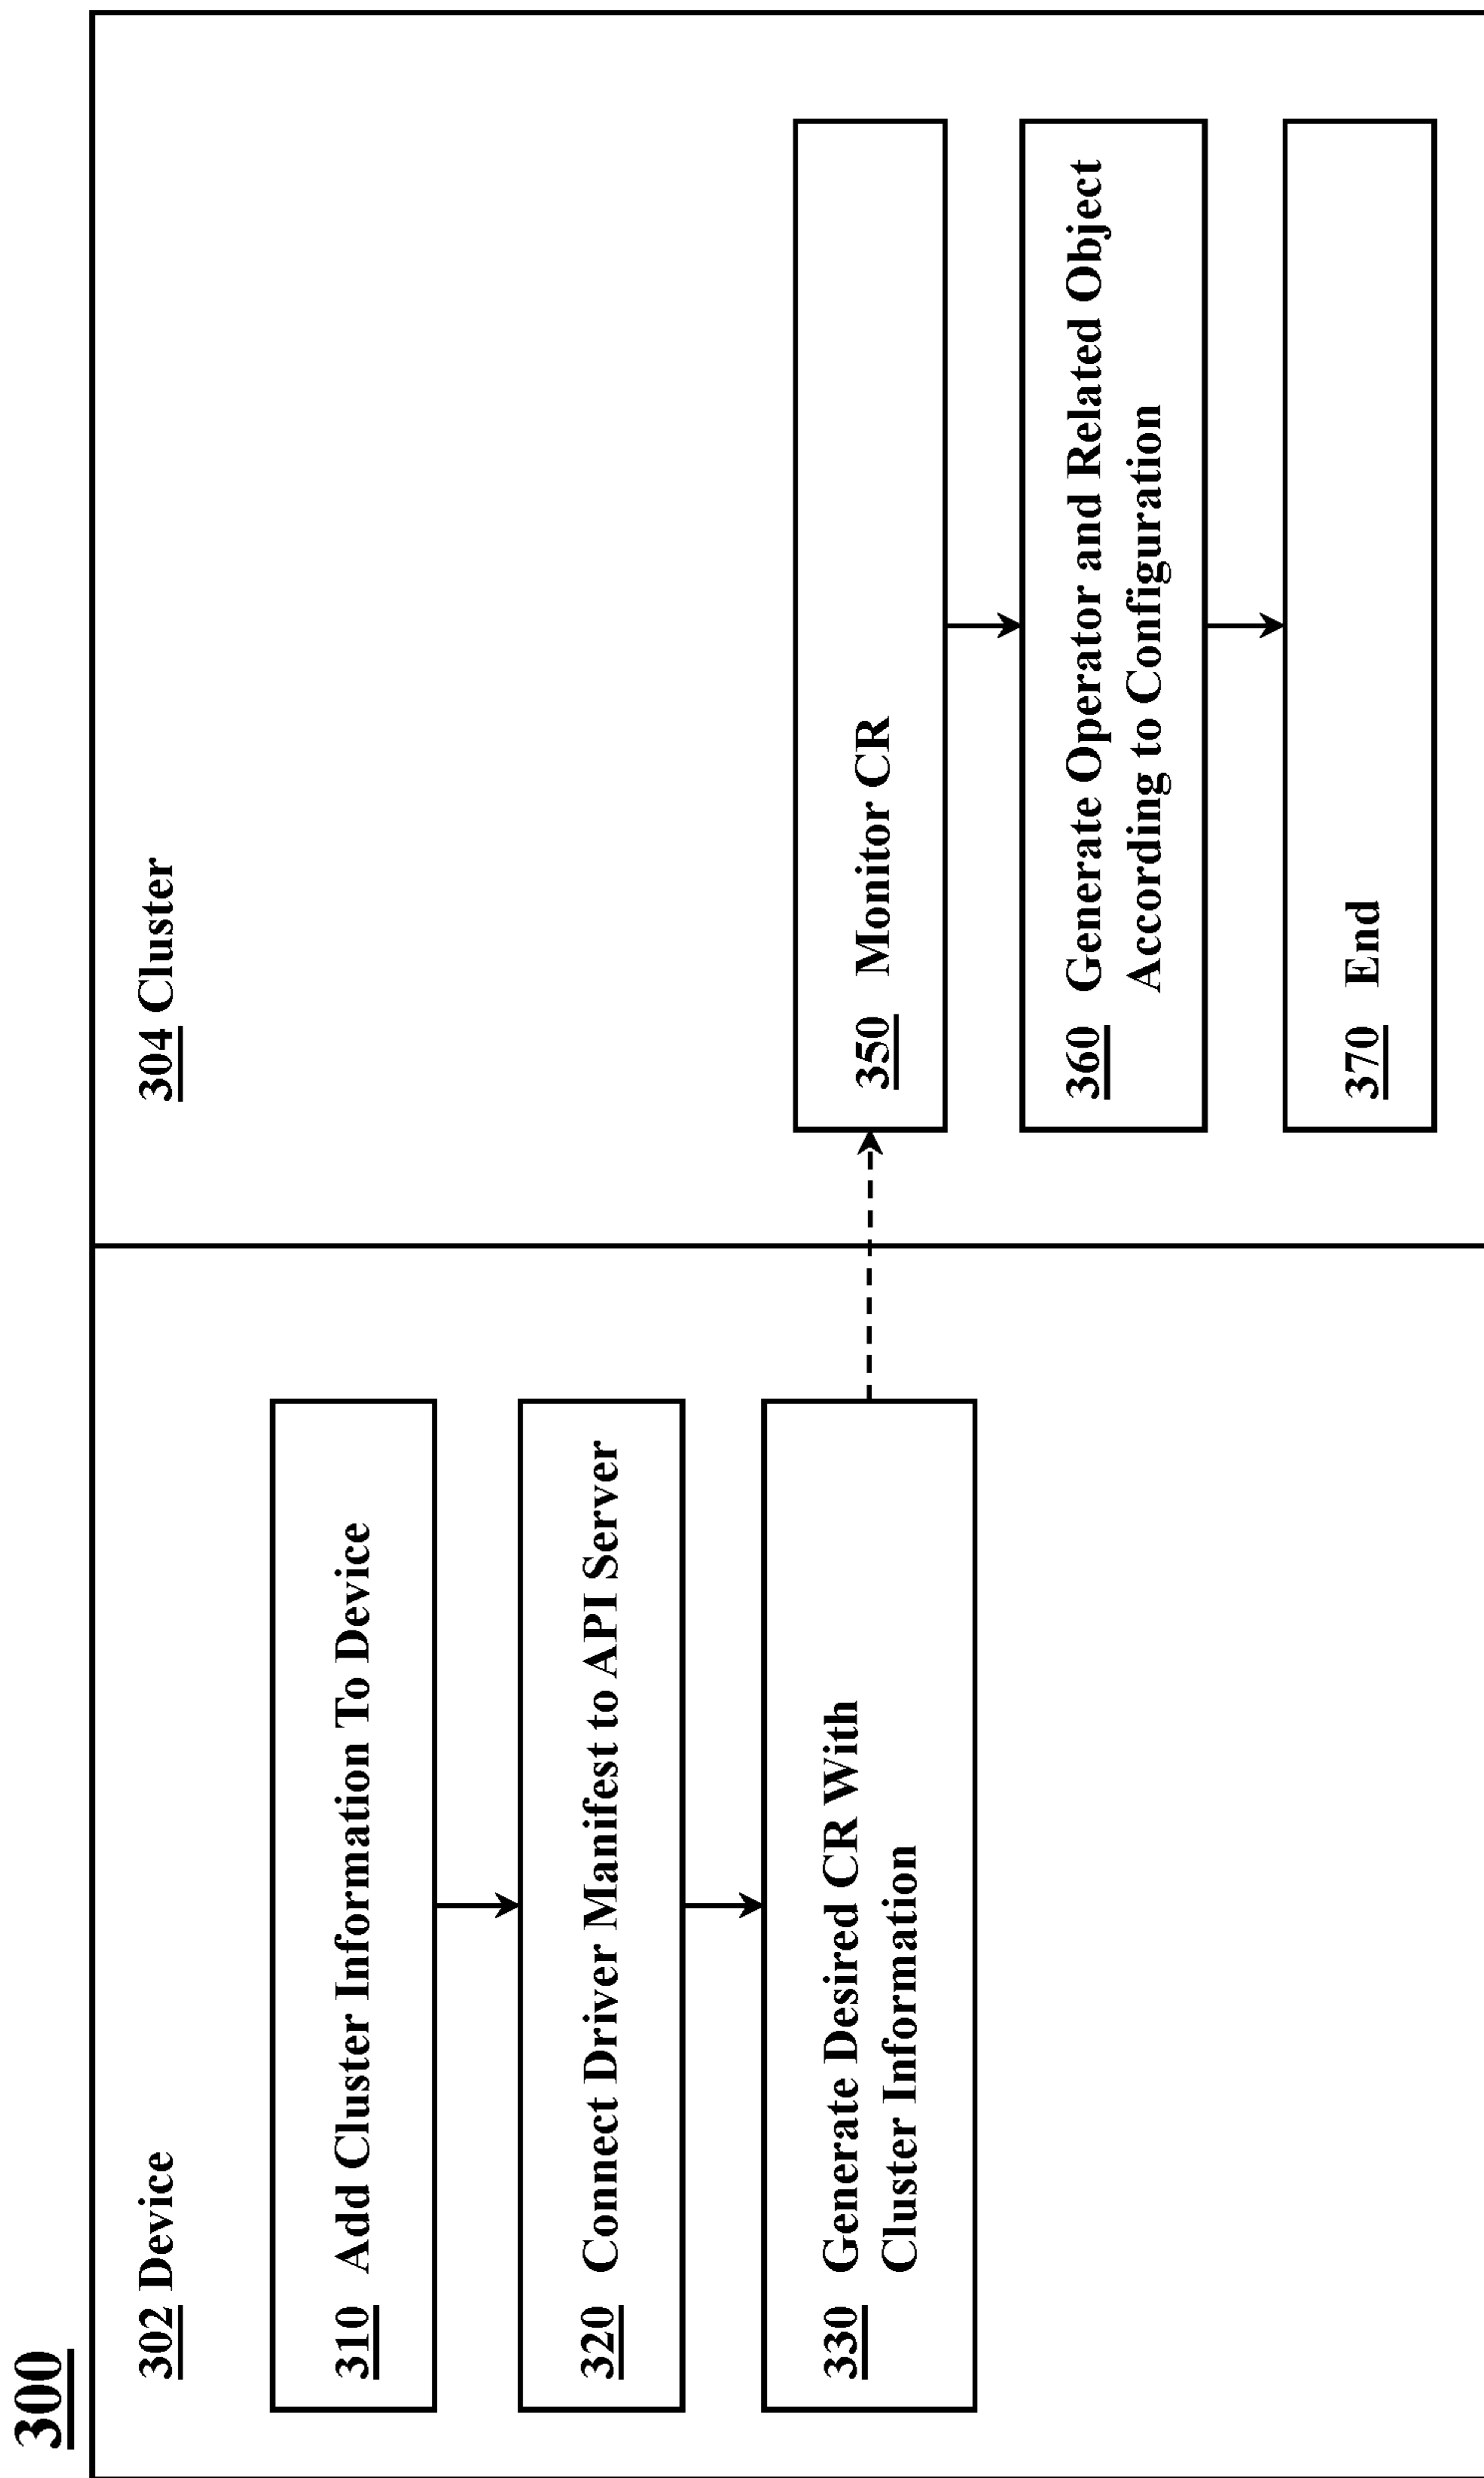 300
302 Device
310 Add Cluster Information To Device
320 Connect Driver Manifest to API Server
330 Generate Desired CR With
Cluster Information
304 Cluster
350 Monitor CR
360 Generate Operator and Related Object
According to Configuration
370 End